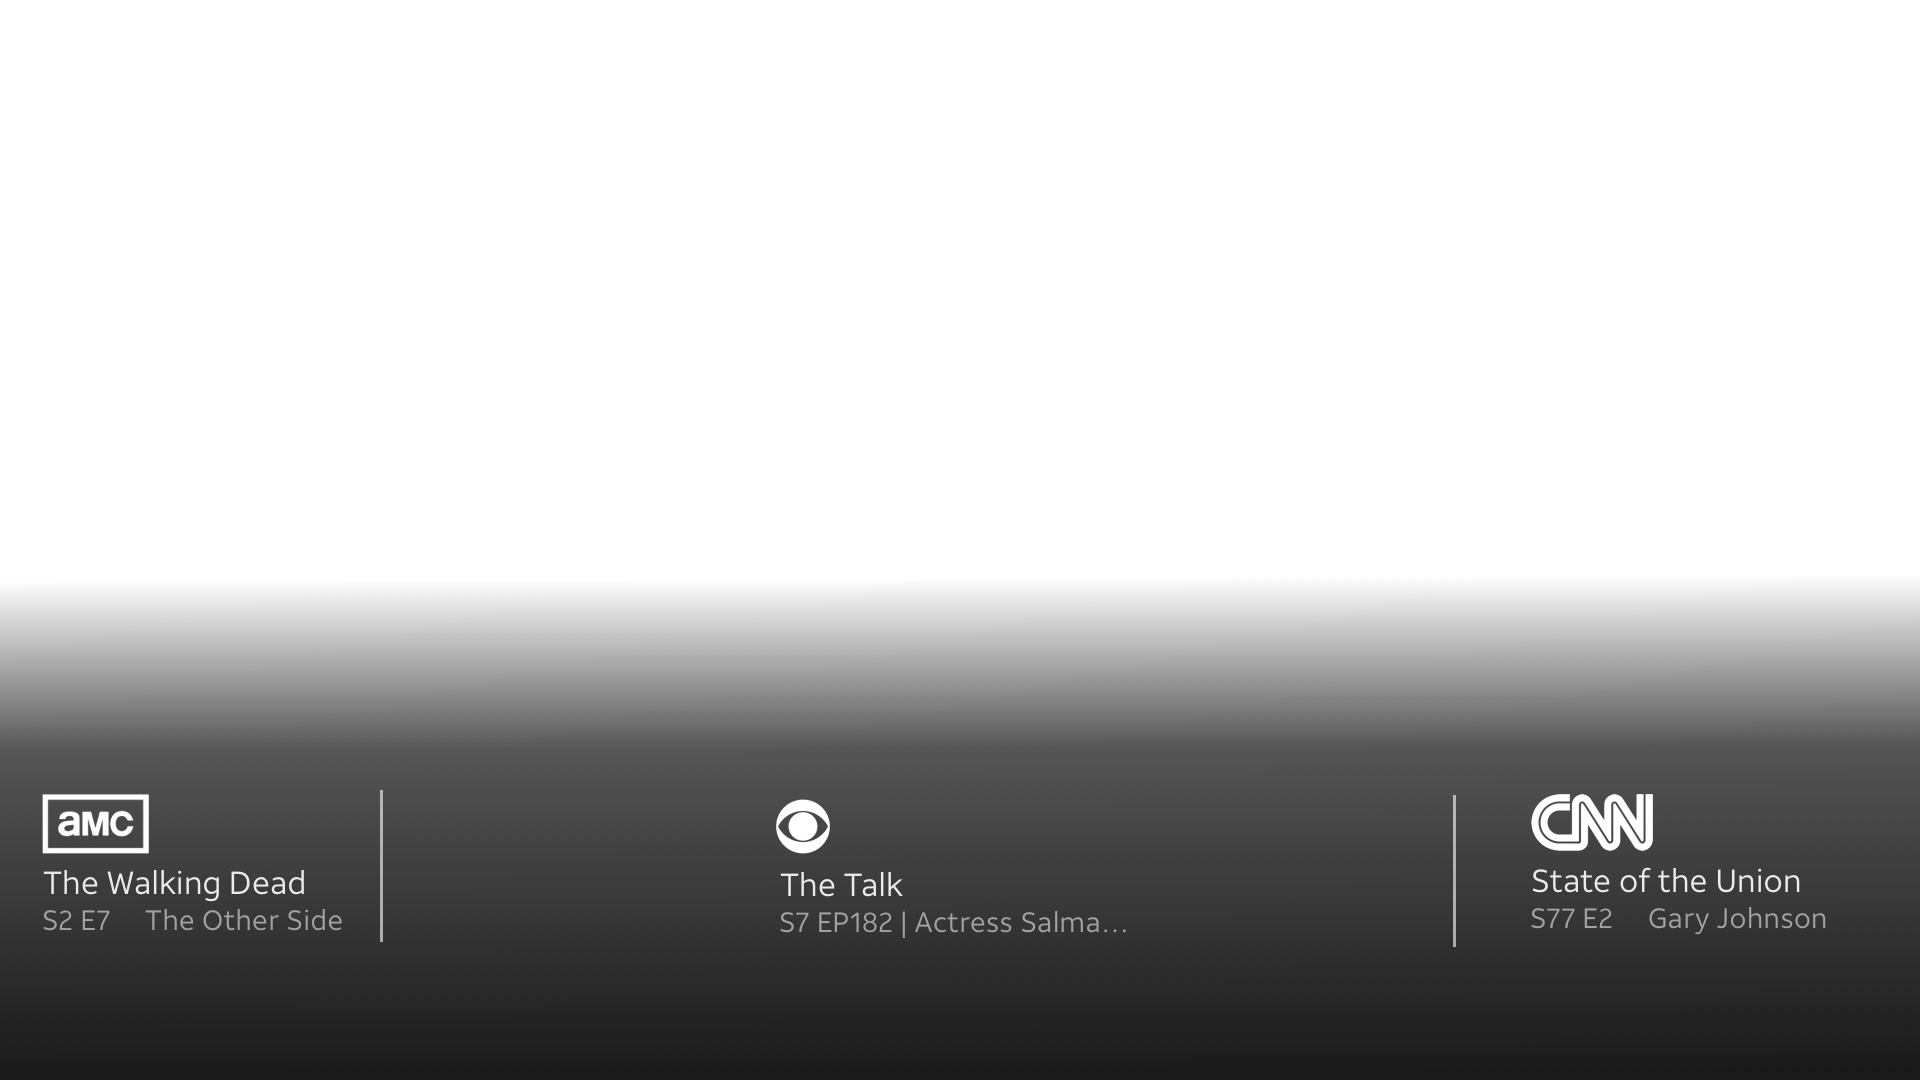 aMC
The Walking Dead
S2 E7 The Other Side
The Talk
S7 EP182 | Actress Salma...
CNN
State of the Union
S77 E2 Gary Johnson